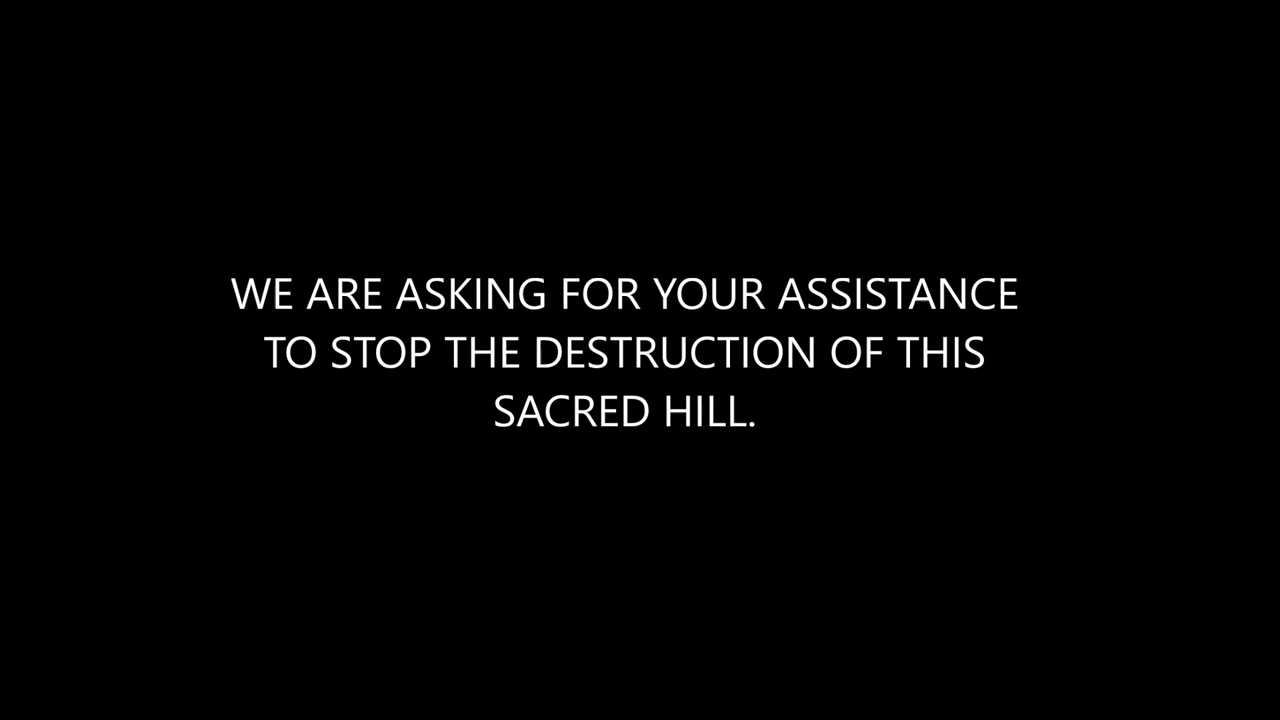 WE ARE ASKING FOR YOUR ASSISTANCE
TO STOP THE DESTRUCTION OF THIS
SACRED HILL.